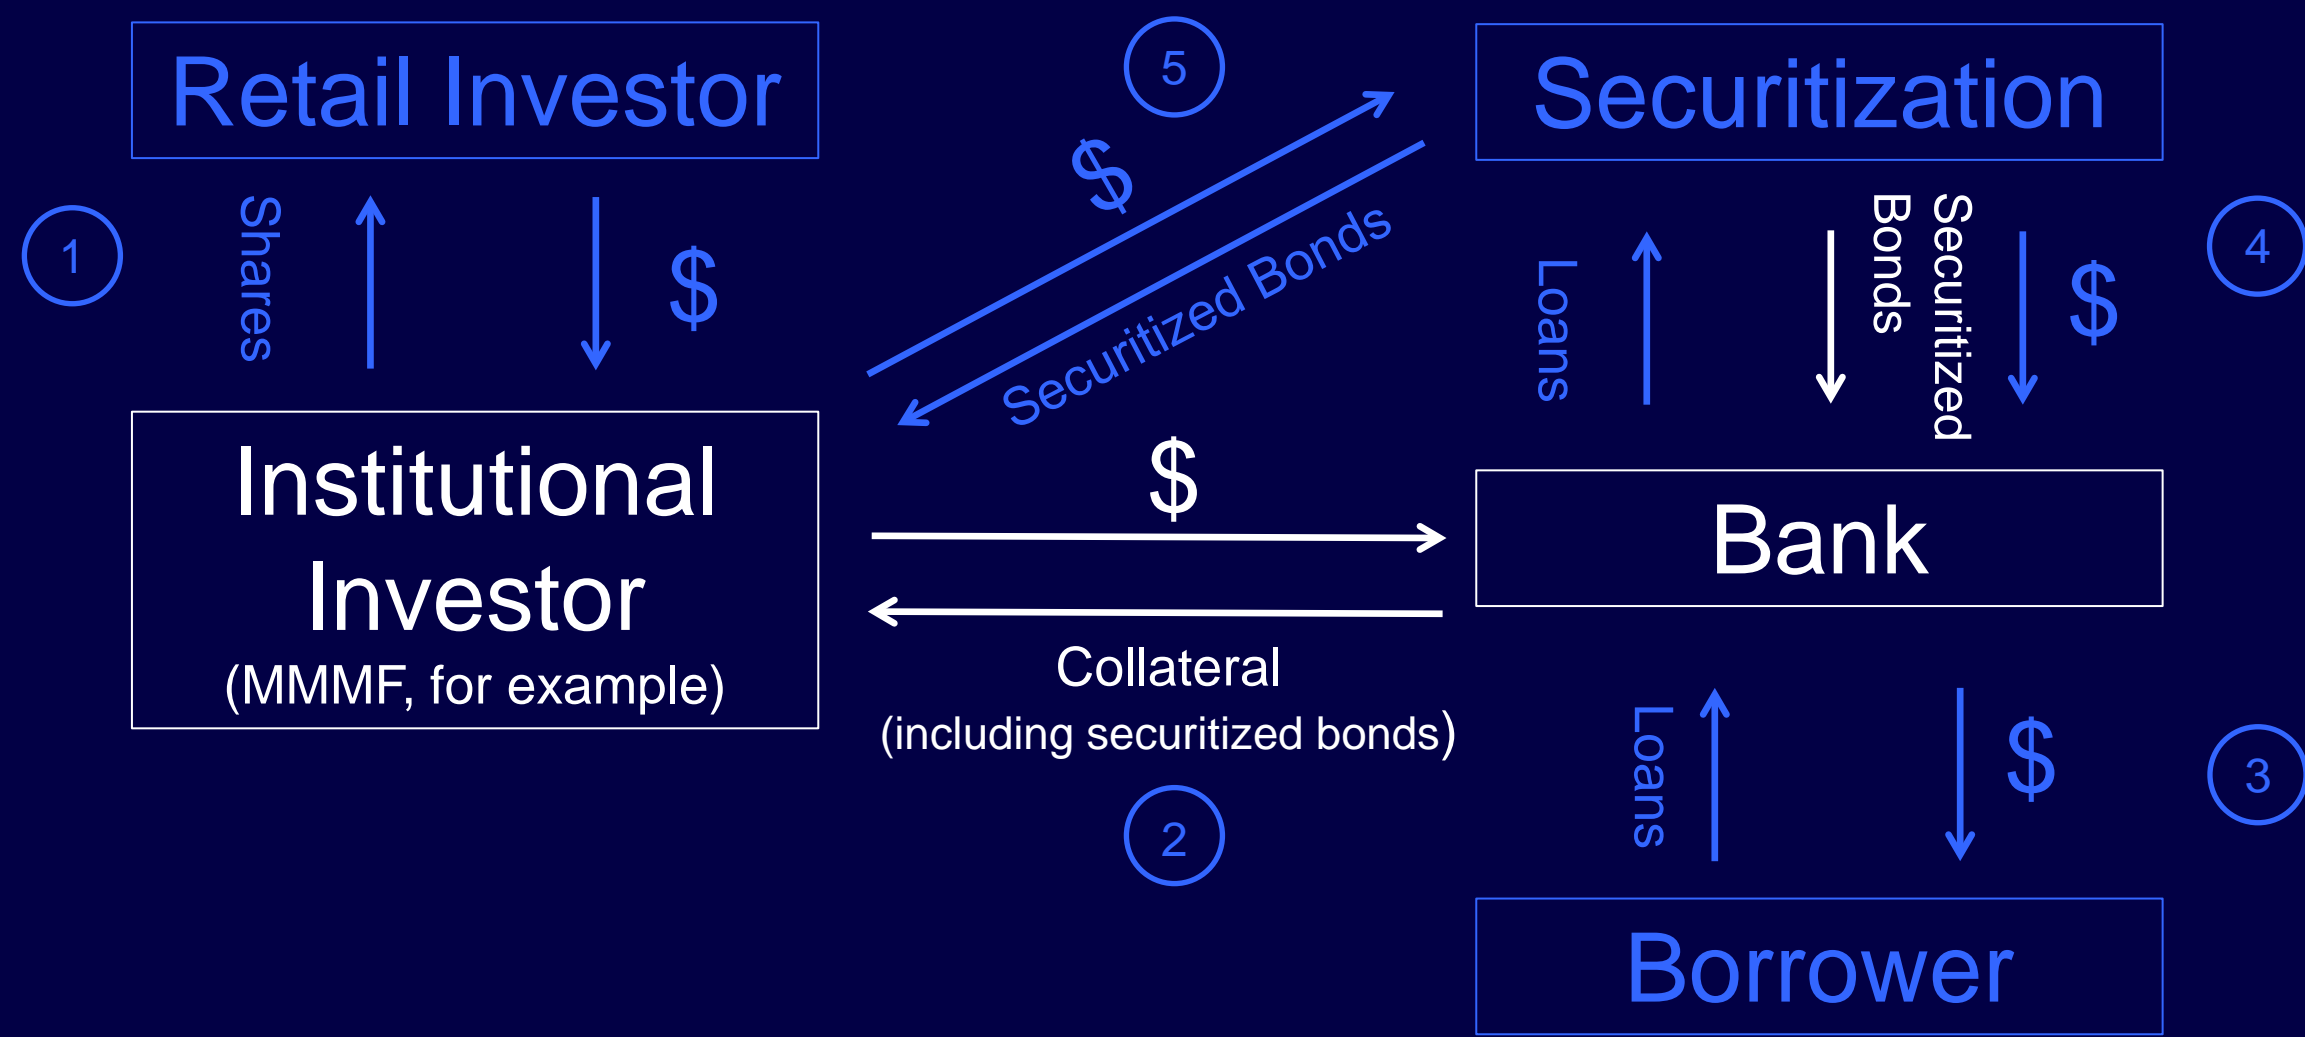 Retail Investor
5
Securitization
$
1
Shares
$
Securitized Bonds
Loans
Securitized
Bonds
$
4
Institutional
Investor
(MMMF, for example)
$
Bank
Collateral
(including securitized bonds)
2
Loans
$
3
Borrower